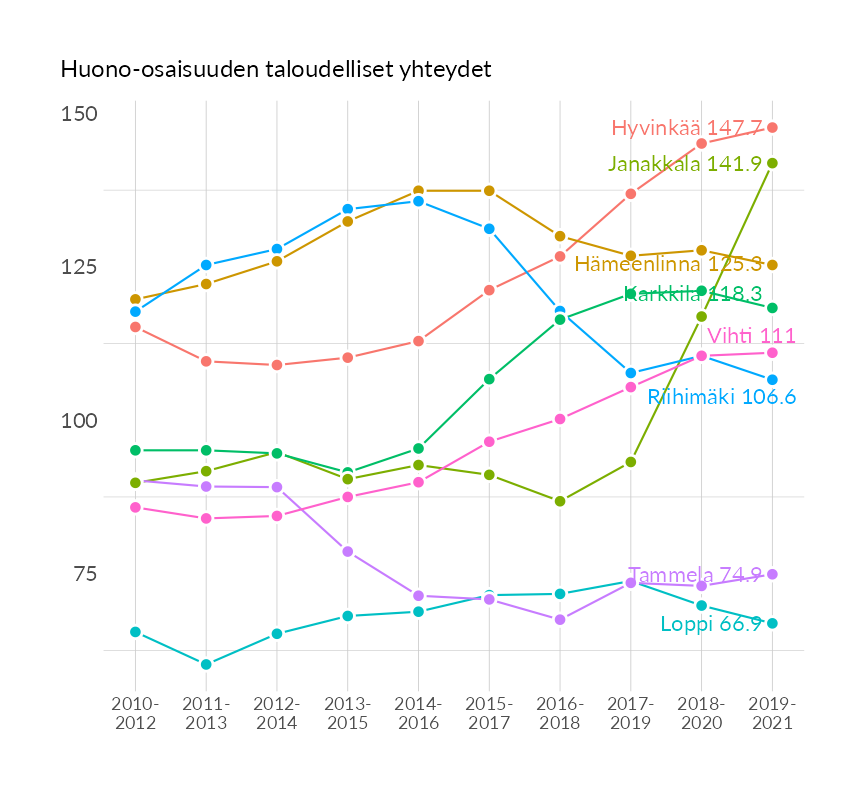 Huono-osaisuuden taloudelliset yhteydet
150
Hyvinkää 147.7
Janakkala 141.9
125
Hämeenlinna 125.3
Karkkila 118.3
Vihti 111
Riihimäki 106.6
100
75
Tammela 74.9
Loppi 66.9
2010- 2011- 2012- 2013- 2014- 2015- 2016- 2017- 2018- 2019-
2012 2013 2014 2015 2016 2017 2018 2019 2020 2021